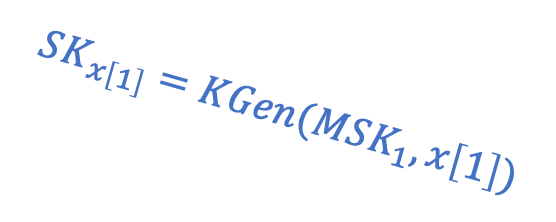 SK_{x[1]} = KGen(MSK_1, x[1])